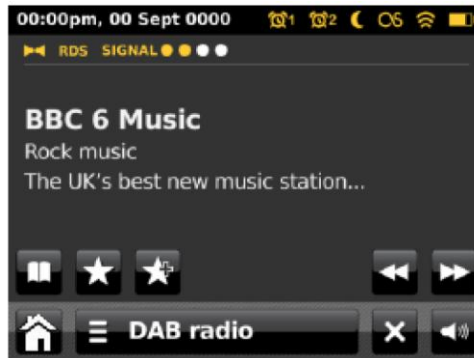 00:00pm, 00 Sept 0000 1 2 OS
RDS SIGNAL
BBC 6 Music
Rock music
The UK's best new music station...
DAB radio